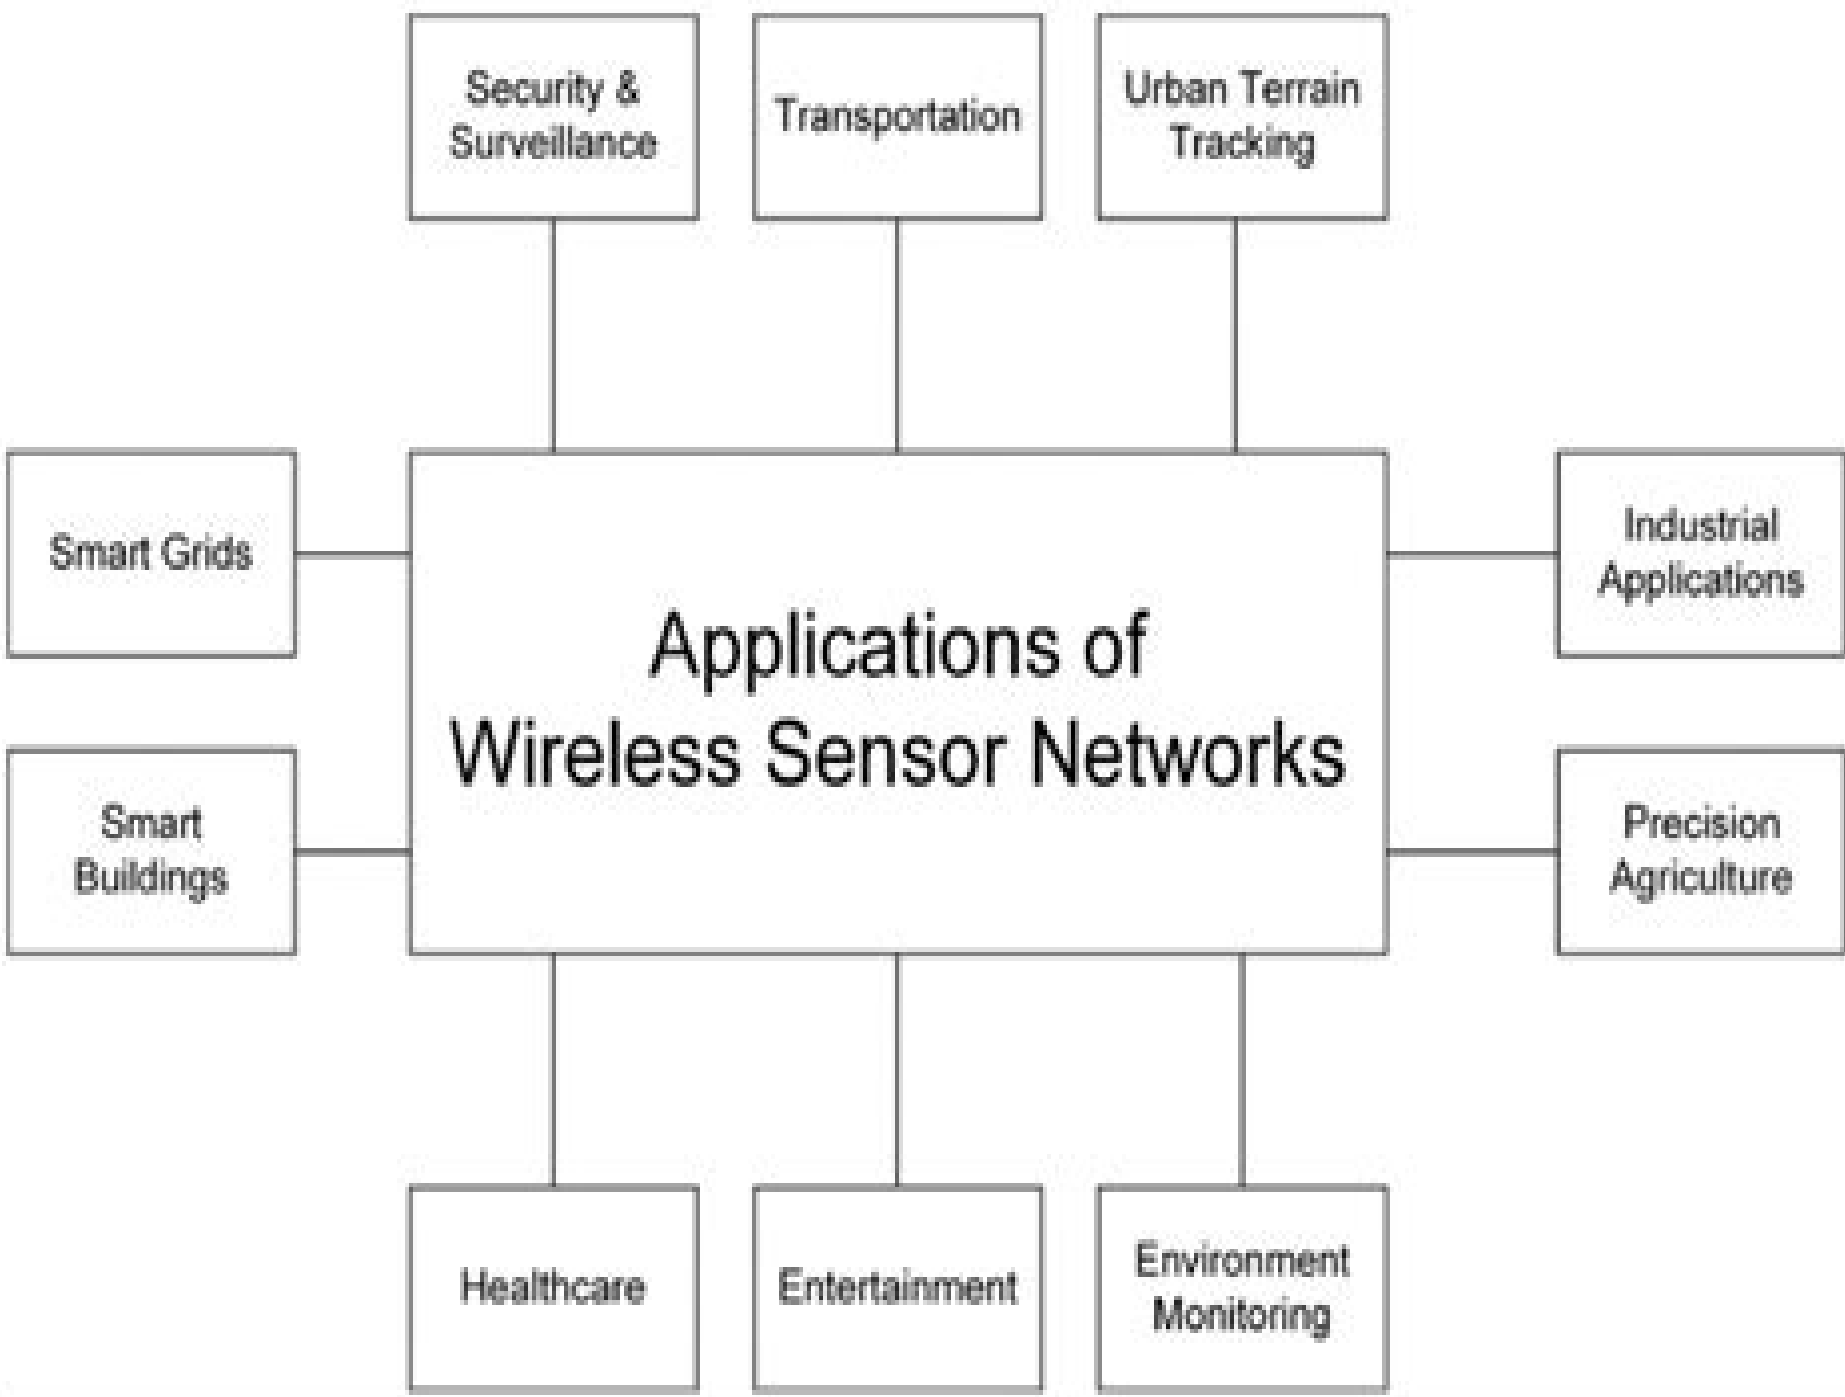 Security &
Surveillance
Transportation
Urban Terrain
Tracking
Smart Grids
Industrial
Applications
Applications of
Wireless Sensor Networks
Smart
Buildings
Precision
Agriculture
Healthcare
Entertainment
Environment
Monitoring